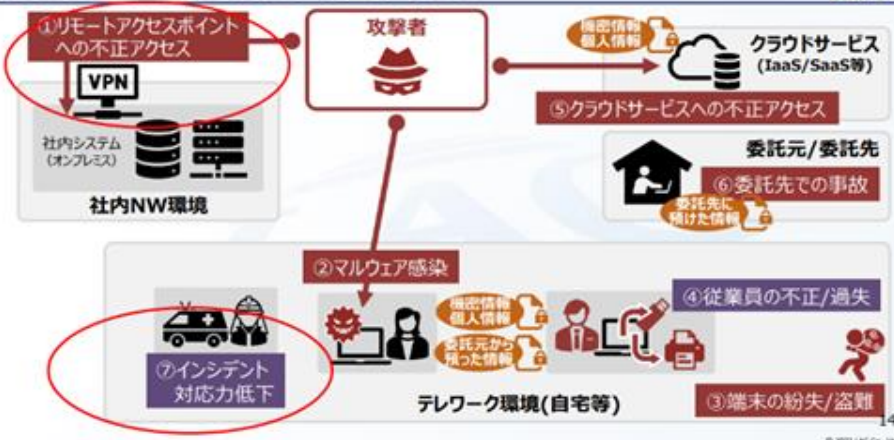 ①リモートアクセスポイント
への不正アクセス
VPN
社内システム
(オンプレミス)
社内NW環境
攻撃者
機密情報
個人情報
クラウドサービス
(IaaS/SaaS等)
⑤クラウドサービスへの不正アクセス
委託元/委託先
⑥委託先での事故
委託先に
預けた情報
②マルウェア感染
機密情報
個人情報
委託元から
預った情報
④従業員の不正/過失
⑦インシデント
対応力低下
テレワーク環境(自宅等)
③端末の紛失/盗難
14